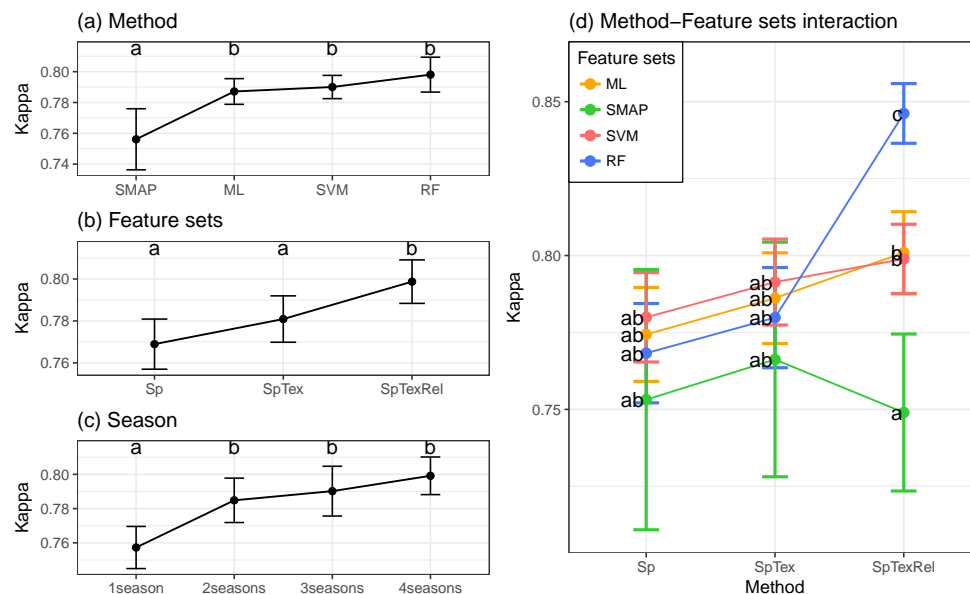 (a) Method
a b b b
0.80
0.78
0.76
0.74
Kappa
SMAP ML SVM RF
(b) Feature sets
a a b
0.80
0.78
0.76
Kappa
Sp SpTex SpTexRel
(c) Season
a b b b
0.80
0.78
0.76
Kappa
1season 2seasons 3seasons 4seasons
(d) Method−Feature sets interaction
Feature sets
ML
SMAP
SVM
RF
0.85
0.80
0.75
Kappa
c
b
b
ab
ab
ab
ab
ab
ab
ab
ab
a
Sp SpTex SpTexRel
Method